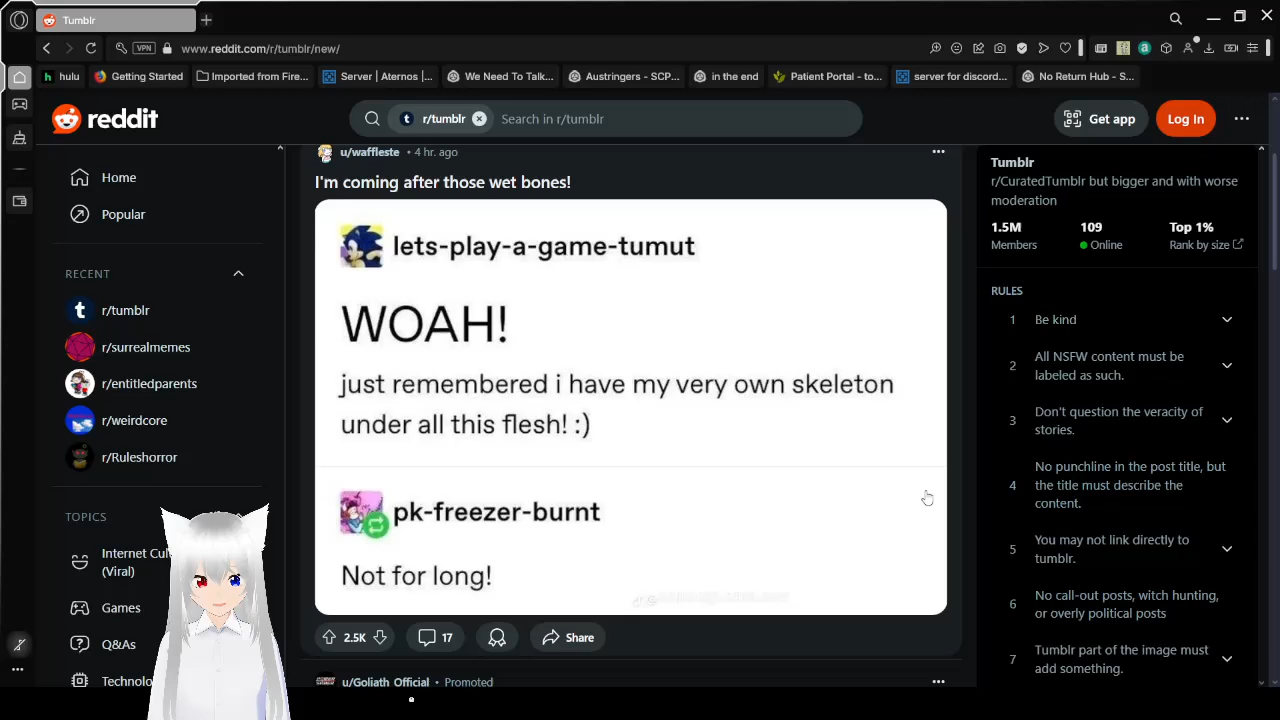 Tumblr
VPN
www.reddit.com/r/tumblr/new/
hulu
Getting Started
Imported from Fire...
Server | Aternos |...
We Need To Talk...
Austringers - SCP...
in the end
Patient Portal - to...
server for discord...
No Return Hub - S...
reddit
r/tumblr
Search in r/tumblr
Get app
Log In
Home
Popular
RECENT
r/tumblr
r/surrealmemes
r/entitledparents
r/weirdcore
r/Ruleshorror
TOPICS
Internet Cul
(Viral)
Games
Q&As
Technolo
u/waffleste • 4 hr. ago
I'm coming after those wet bones!
lets-play-a-game-tumut
WOAH!
just remembered i have my very own skeleton
under all this flesh! :)
pk-freezer-burnt
Not for long!
2.5K
17
Share
u/Goliath_Official • Promoted
Tumblr
r/CuratedTumblr but bigger and with worse
moderation
1.5M 109 Top 1%
Members Online Rank by size
RULES
1 Be kind
2 All NSFW content must be
labeled as such.
3 Don't question the veracity of
stories.
4 No punchline in the post title, but
the title must describe the
content.
5 You may not link directly to
tumblr.
6 No call-out posts, witch hunting,
or overly political posts
7 Tumblr part of the image must
add something.